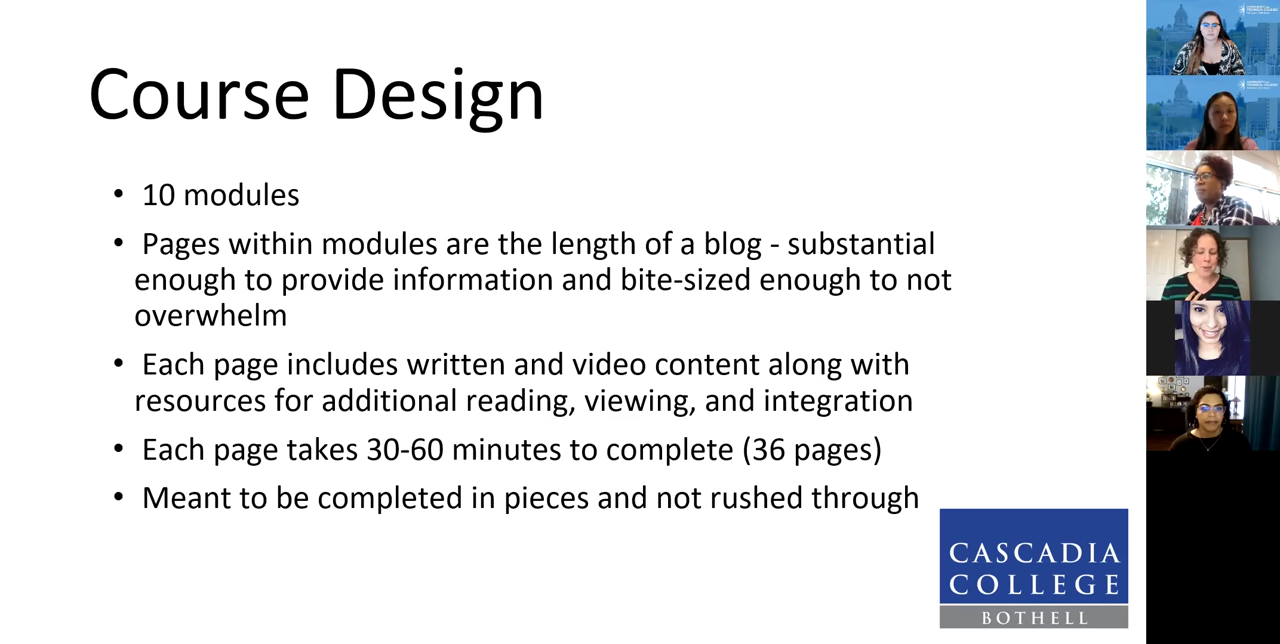 Course Design
• 10 modules
• Pages within modules are the length of a blog - substantial
enough to provide information and bite-sized enough to not
overwhelm
• Each page includes written and video content along with
resources for additional reading, viewing, and integration
• Each page takes 30-60 minutes to complete (36 pages)
• Meant to be completed in pieces and not rushed through
CASCADIA
COLLEGE
BOTHELL